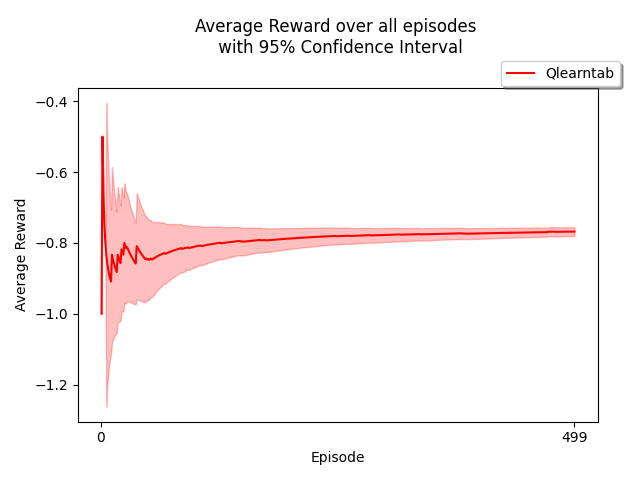 Average Reward over all episodes
with 95% Confidence Interval
Qlearntab
−0.4
−0.6
−0.8
−1.0
−1.2
Average Reward
0
499
Episode